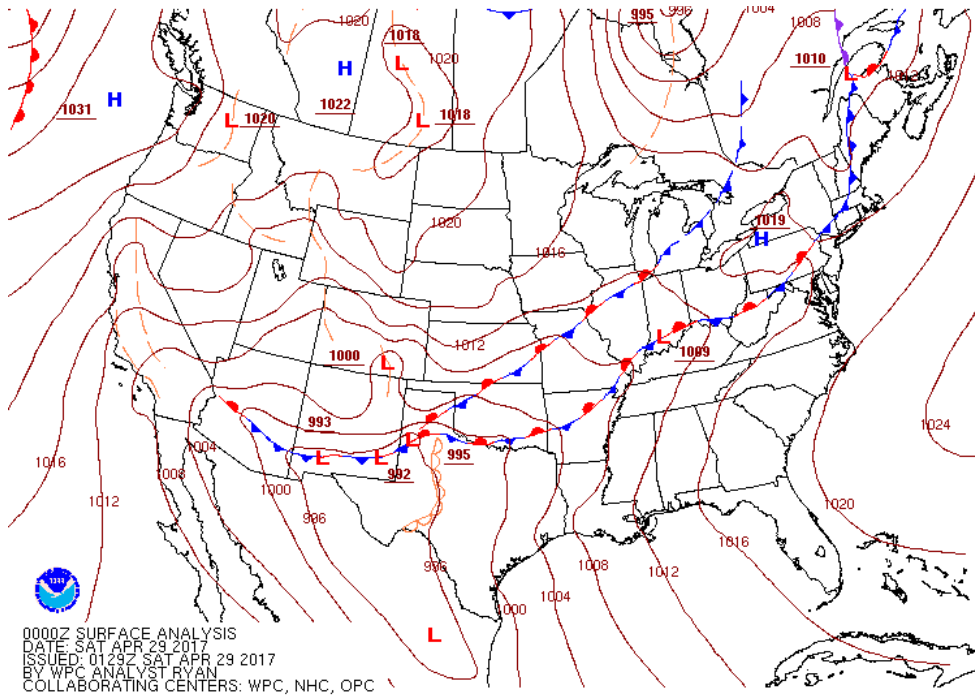 995
996
1004
1008
1020
1018
L
1020
1010
L
1012
H
H
1022
1031
L
1020
L
1018
1020
1019
H
1016
1012
1000
L
L
1009
993
L
L
L
992
995
1024
1004
1016
1008
1012
1000
996
1020
1016
996
1008
1012
1004
1000
L
0000Z SURFACE ANALYSIS
DATE: SAT APR 29 2017
ISSUED: 0129Z SAT APR 29 2017
BY WPC ANALYST RYAN
COLLABORATING CENTERS: WPC, NHC, OPC